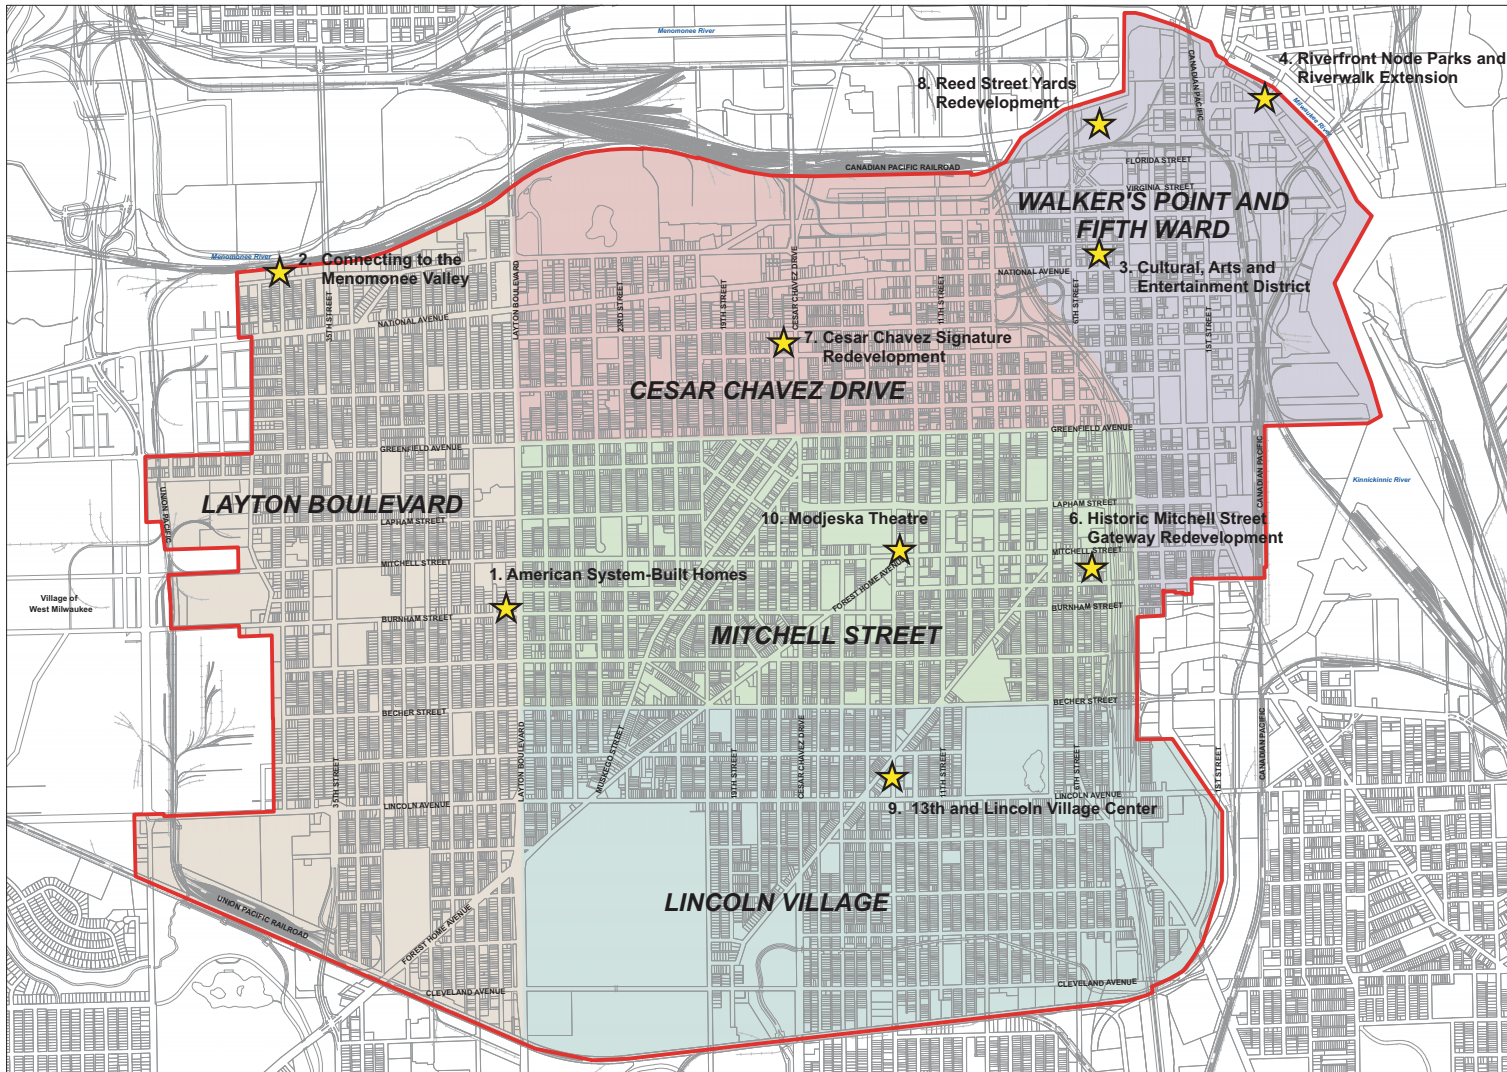 Menomonee River
4. Riverfront Node Parks and
Riverwalk Extension
8. Reed Street Yards
Redevelopment
CANADIAN PACIFIC
Milwaukee River
CANADIAN PACIFIC RAILROAD
FLORIDA STREET
VIRGINIA STREET
WALKER'S POINT AND
FIFTH WARD
Menomonee River
2. Connecting to the
Menomonee Valley
3. Cultural, Arts and
Entertainment District
NATIONAL AVENUE
LAYTON BOULEVARD
23RD STREET
19TH STREET
CESAR CHAVEZ DRIVE
11TH STREET
6TH STREET
1ST STREET
35TH STREET
NATIONAL AVENUE
7. Cesar Chavez Signature
Redevelopment
CESAR CHAVEZ DRIVE
GREENFIELD AVENUE
GREENFIELD AVENUE
CANADIAN PACIFIC
Kinnickinnic River
UNION PACIFIC
LAYTON BOULEVARD
LAPHAM STREET
LAPHAM STREET
10. Modjeska Theatre
6. Historic Mitchell Street
Gateway Redevelopment
MITCHELL STREET
MITCHELL STREET
1. American System-Built Homes
FOREST HOME AVENUE
Village of
West Milwaukee
BURNHAM STREET
BURNHAM STREET
MITCHELL STREET
BECHER STREET
BECHER STREET
LAYTON BOULEVARD
MUSKEGO STREET
19TH STREET
CESAR CHAVEZ DRIVE
11TH STREET
6TH STREET
1ST STREET
CANADIAN PACIFIC
35TH STREET
LINCOLN AVENUE
LINCOLN AVENUE
9. 13th and Lincoln Village Center
LINCOLN VILLAGE
UNION PACIFIC RAILROAD
FOREST HOME AVENUE
CLEVELAND AVENUE
CLEVELAND AVENUE